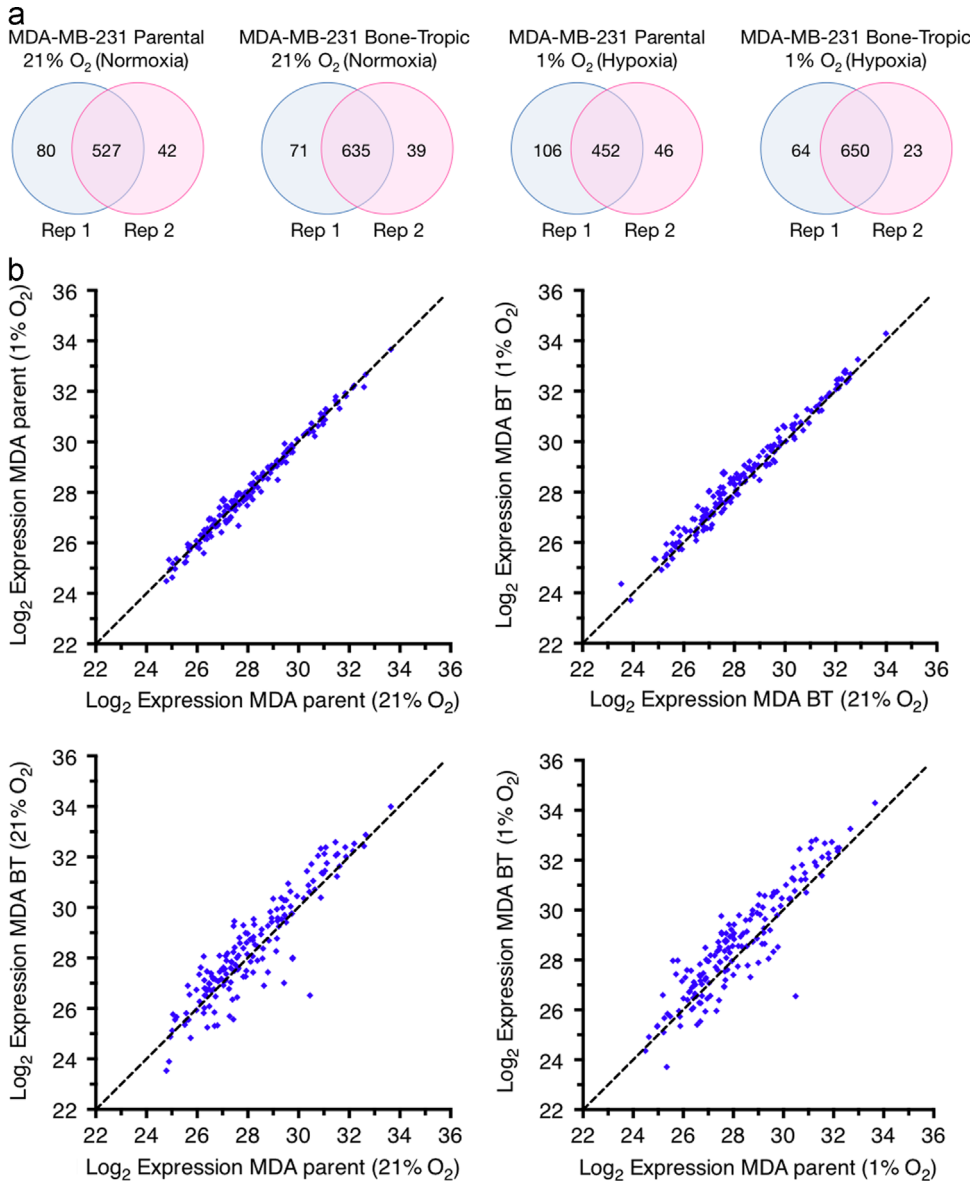 a
MDA-MB-231 Parental
21% O₂ (Normoxia)
80 527 42
Rep 1 Rep 2
MDA-MB-231 Bone-Tropic
21% O₂ (Normoxia)
71 635 39
Rep 1 Rep 2
MDA-MB-231 Parental
1% O₂ (Hypoxia)
106 452 46
Rep 1 Rep 2
MDA-MB-231 Bone-Tropic
1% O₂ (Hypoxia)
64 650 23
Rep 1 Rep 2
b
Log₂ Expression MDA parent (1% O₂)
36
34
32
30
28
26
24
22
22 24 26 28 30 32 34 36
Log₂ Expression MDA parent (21% O₂)
Log₂ Expression MDA BT (1% O₂)
36
34
32
30
28
26
24
22
22 24 26 28 30 32 34 36
Log₂ Expression MDA BT (21% O₂)
Log₂ Expression MDA BT (21% O₂)
36
34
32
30
28
26
24
22
22 24 26 28 30 32 34 36
Log₂ Expression MDA parent (21% O₂)
Log₂ Expression MDA BT (1% O₂)
36
34
32
30
28
26
24
22
22 24 26 28 30 32 34 36
Log₂ Expression MDA parent (1% O₂)